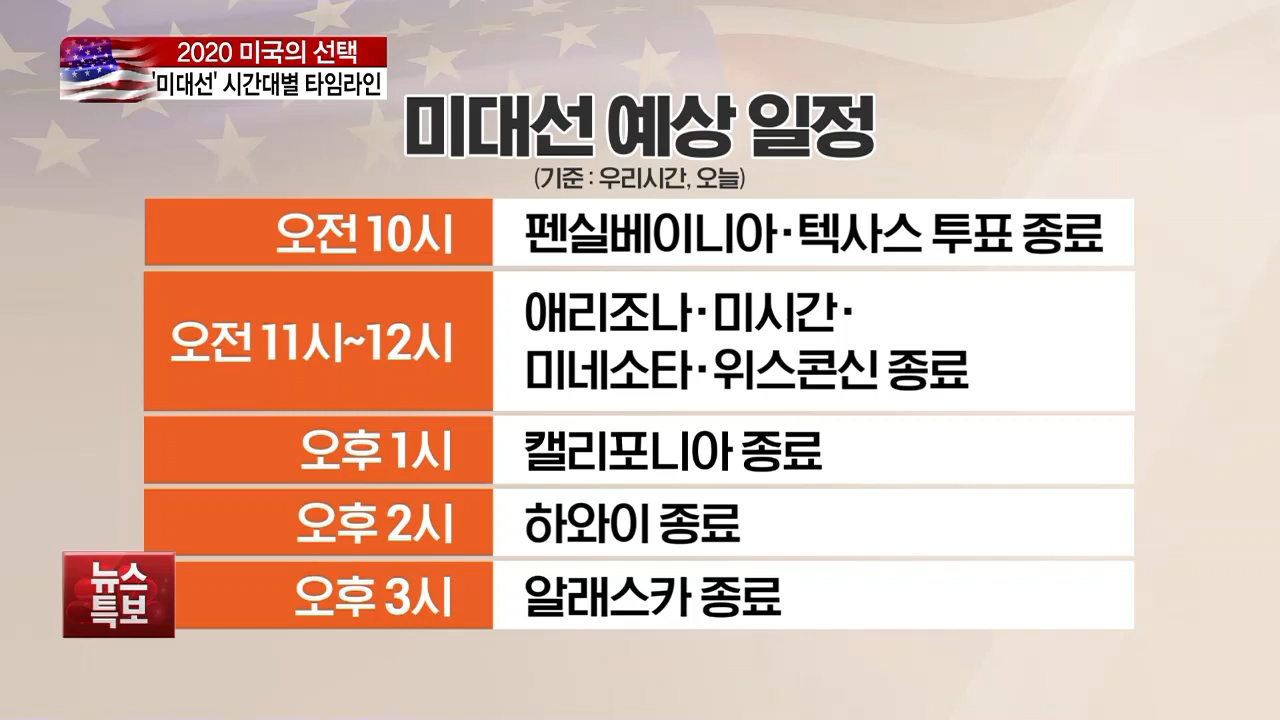 2020 미국의 선택
'미대선' 시간대별 타임라인
미대선 예상 일정
(기준 : 우리시간, 오늘)
오전 10시
펜실베이니아·텍사스 투표 종료
오전 11시~12시
애리조나·미시간·
미네소타·위스콘신 종료
오후 1시
캘리포니아 종료
오후 2시
하와이 종료
오후 3시
알래스카 종료
뉴스
특보